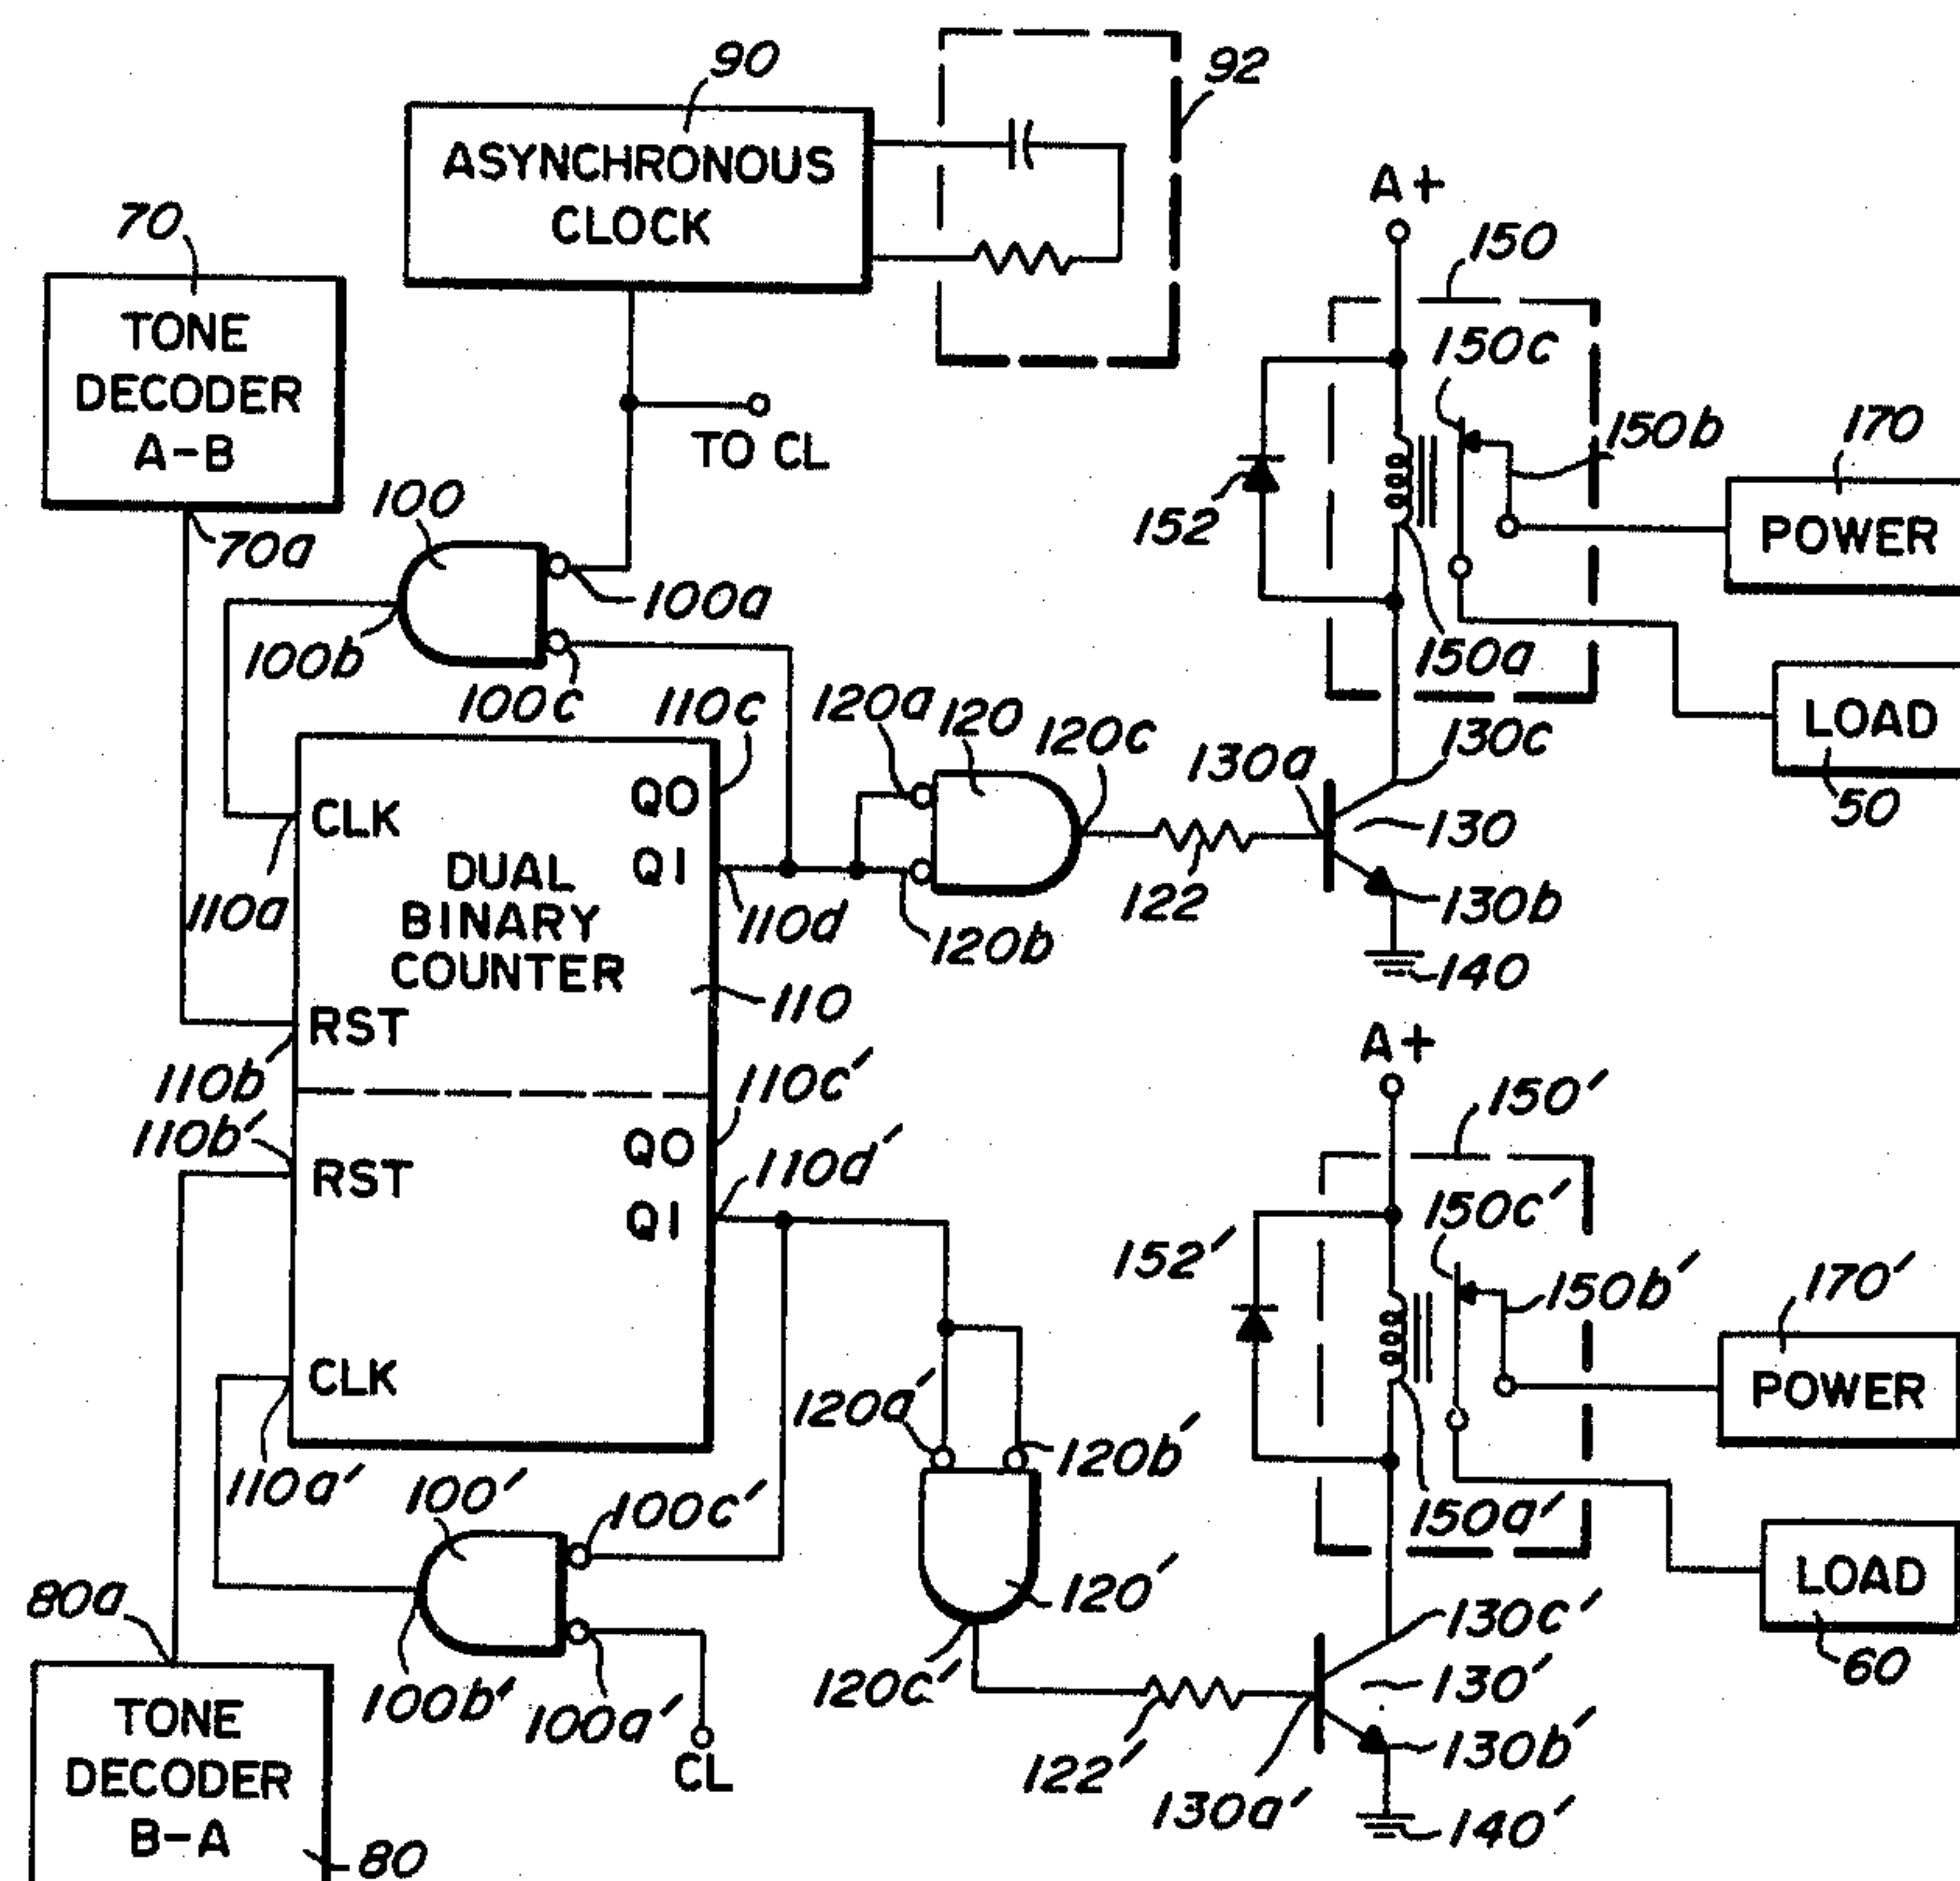 90
92
ASYNCHRONOUS
CLOCK
A+
70
150
TONE
DECODER
A-B
150c
150b
170
TO CL
152
POWER
100
70a
100a
100b
150a
100c
110c
120a
120
120c
130c
LOAD
130a
50
Q0
CLK
130
Q1
DUAL
BINARY
COUNTER
122
110a
110d
130b
120b
140
110
RST
A+
110b
110c'
150'
110b'
Q0
110d'
RST
150c'
Q1
152'
150b'
170'
CLK
POWER
120a'
120b'
110a'
100'
100c'
150a'
LOAD
80a
120'
130c'
60
120c'
130'
100b'
100a'
TONE
DECODER
B-A
130b'
122'
CL
130a'
140'
80